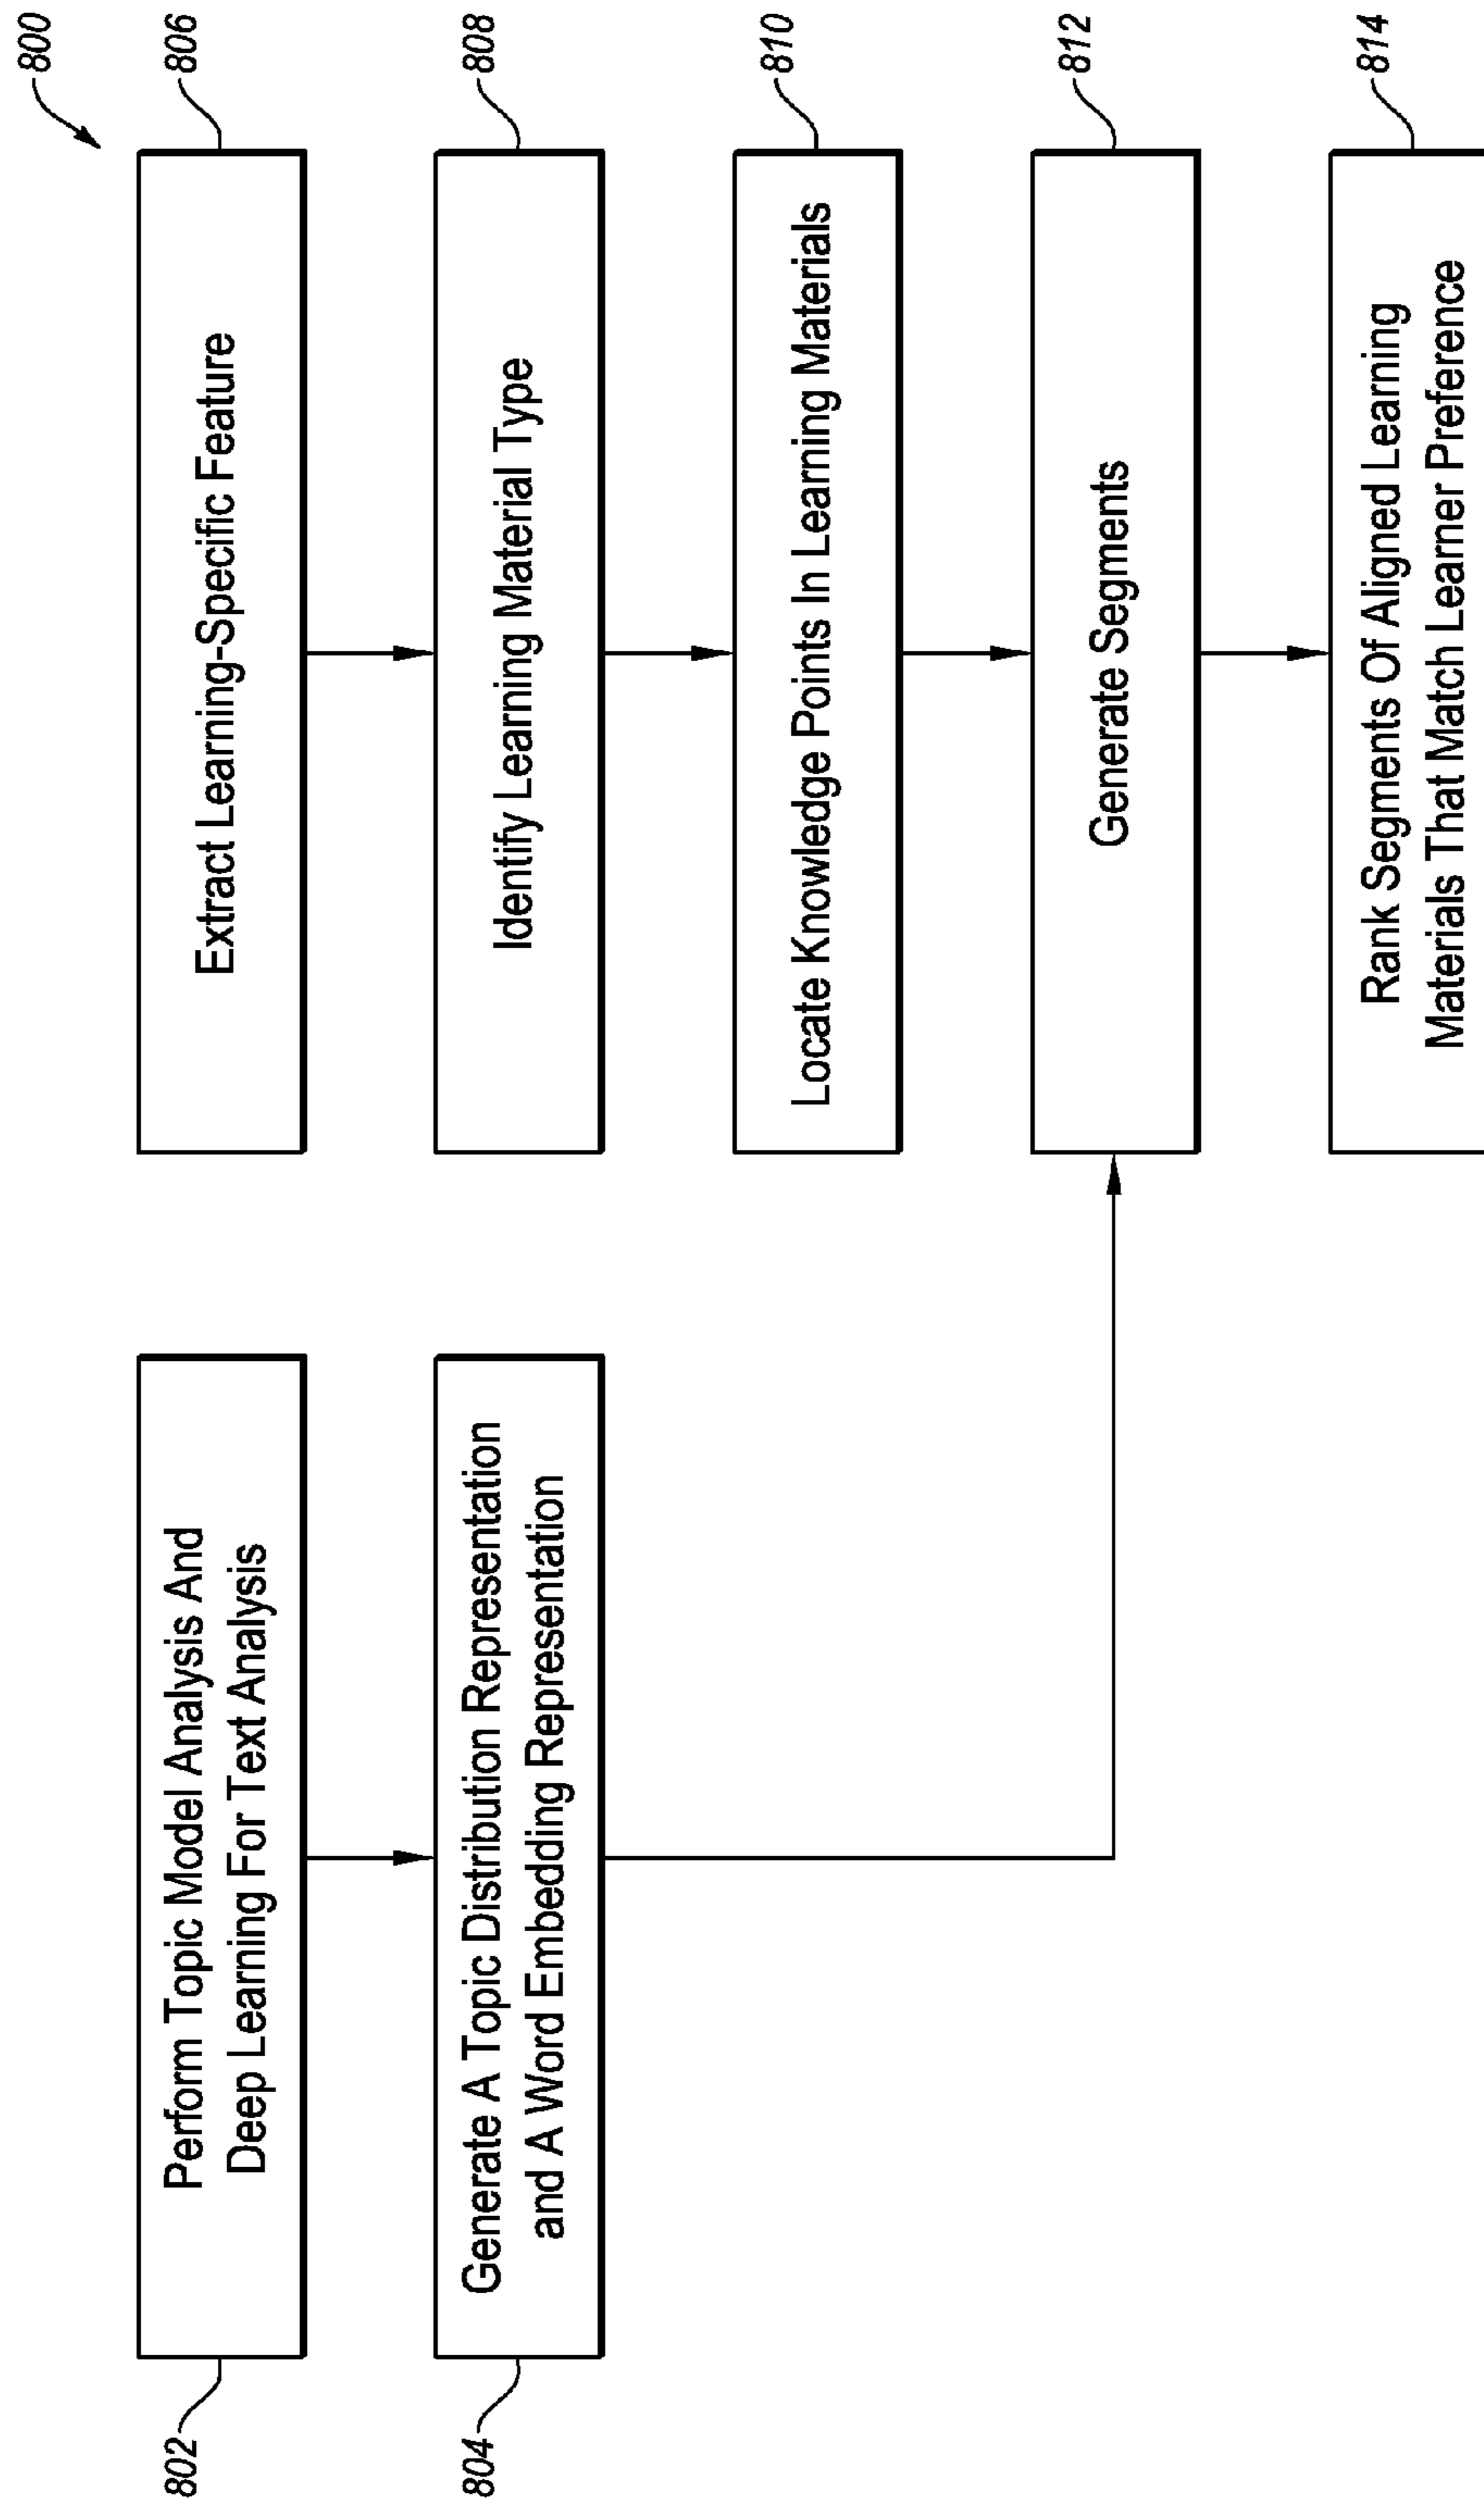 800
802
Perform Topic Model Analysis And
Deep Learning For Text Analysis
804
Generate A Topic Distribution Representation
and A Word Embedding Representation
806
Extract Learning-Specific Feature
808
Identify Learning Material Type
810
Locate Knowledge Points In Learning Materials
812
Generate Segments
814
Rank Segments Of Aligned Learning
Materials That Match Learner Preference